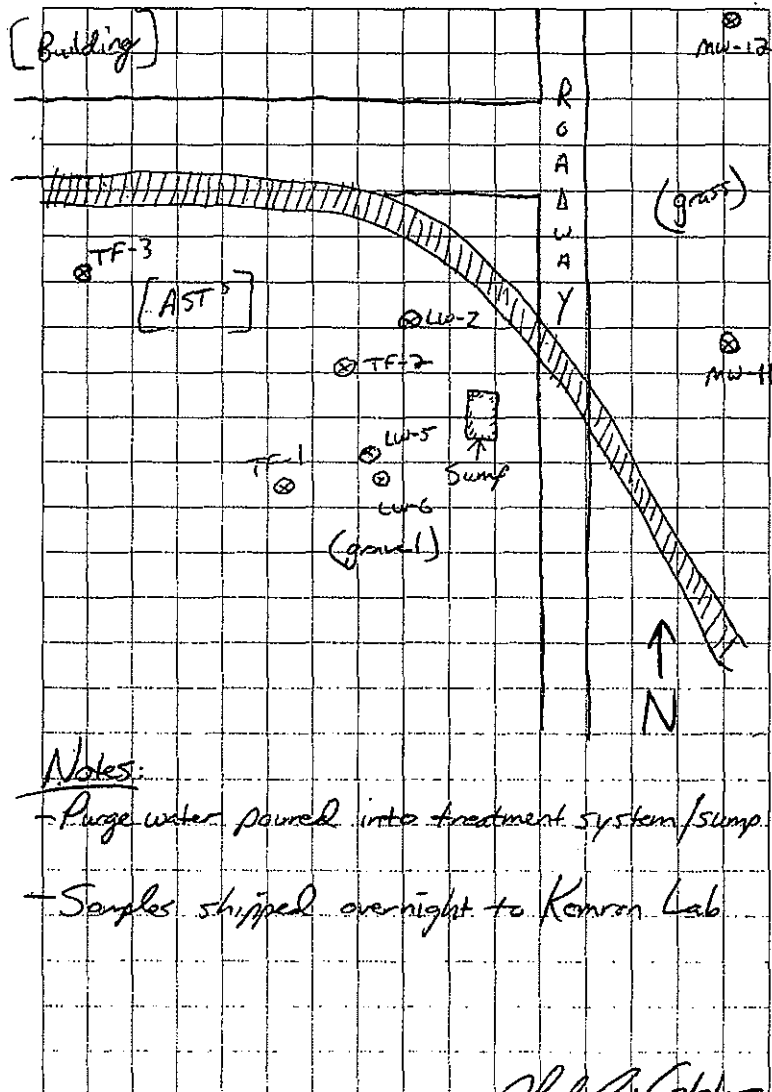 [Building]
MW-12
ROADWAY
(grass)
TF-3
[AST's]
LW-2
TF-2
MW-11
LW-5
TF-1
Sump
LW-6
(gravel)
N
Notes:
- Purge water poured into treatment system/sump
- Samples shipped overnight to Kemron Lab